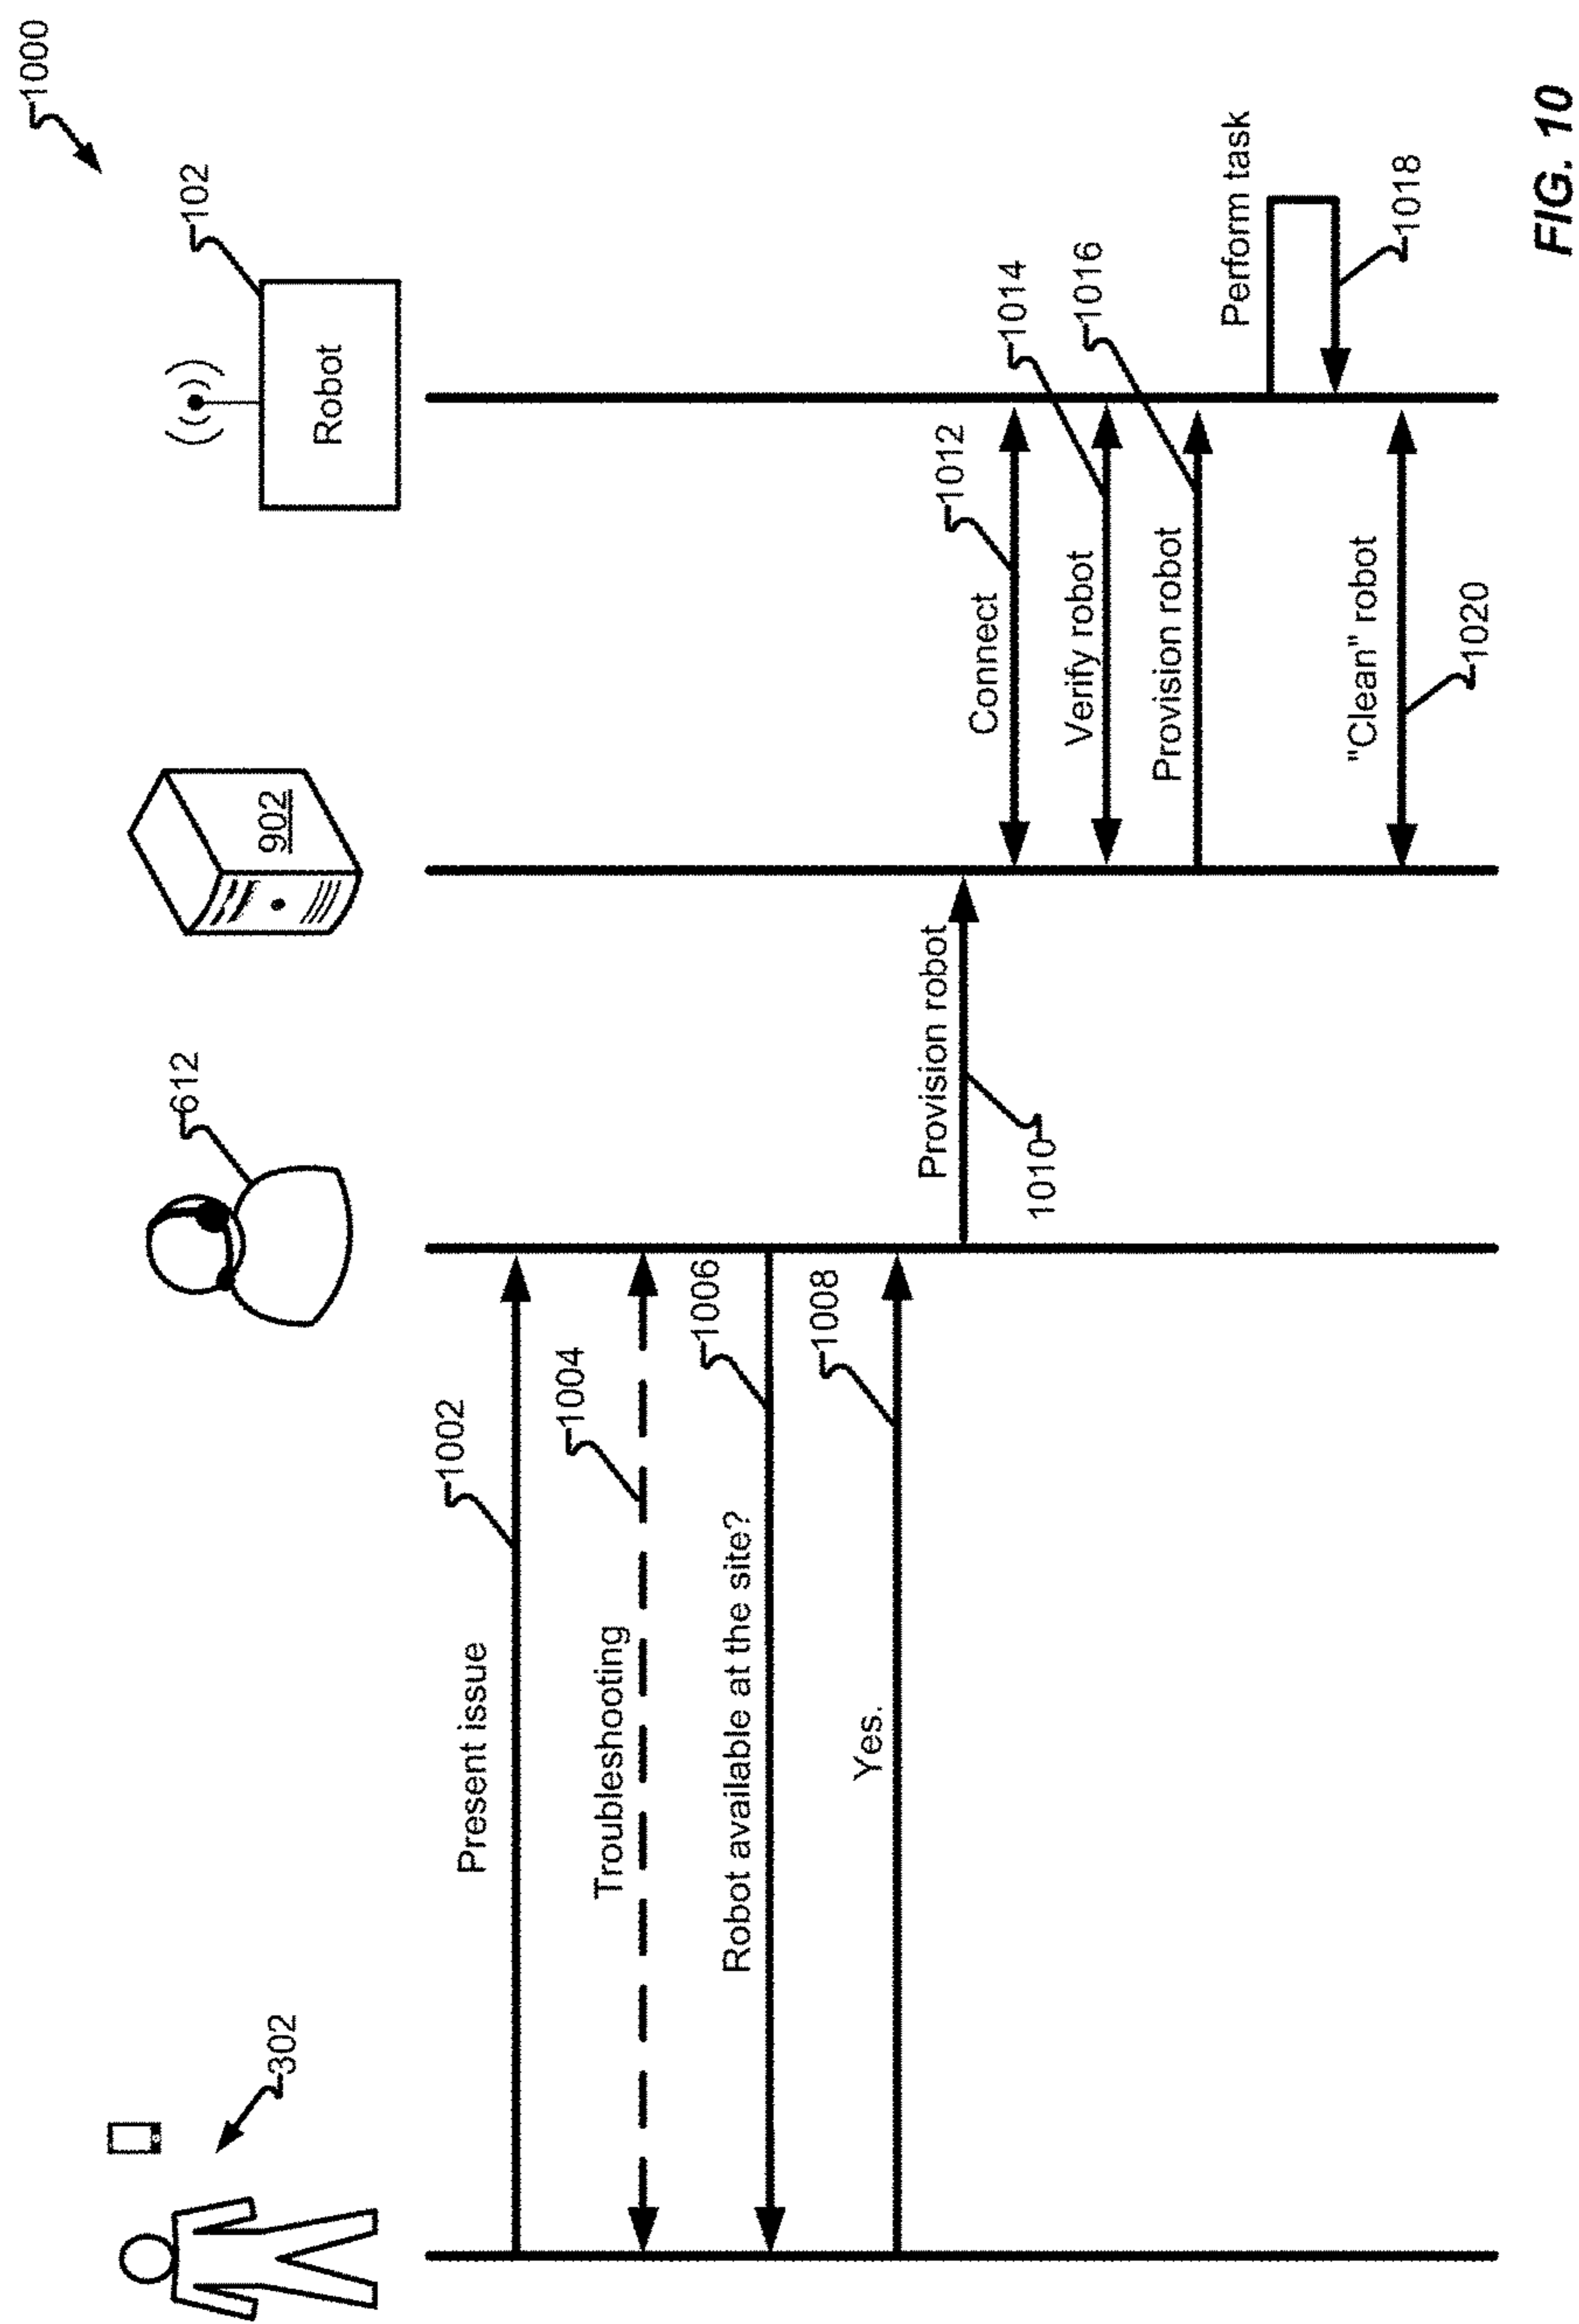 1000
302
612
902
102
Robot
Present issue
1002
Troubleshooting
1004
Robot available at the site?
1006
Yes.
1008
Provision robot
1010
Connect
1012
Verify robot
1014
Provision robot
1016
Perform task
1018
"Clean" robot
1020
FIG. 10